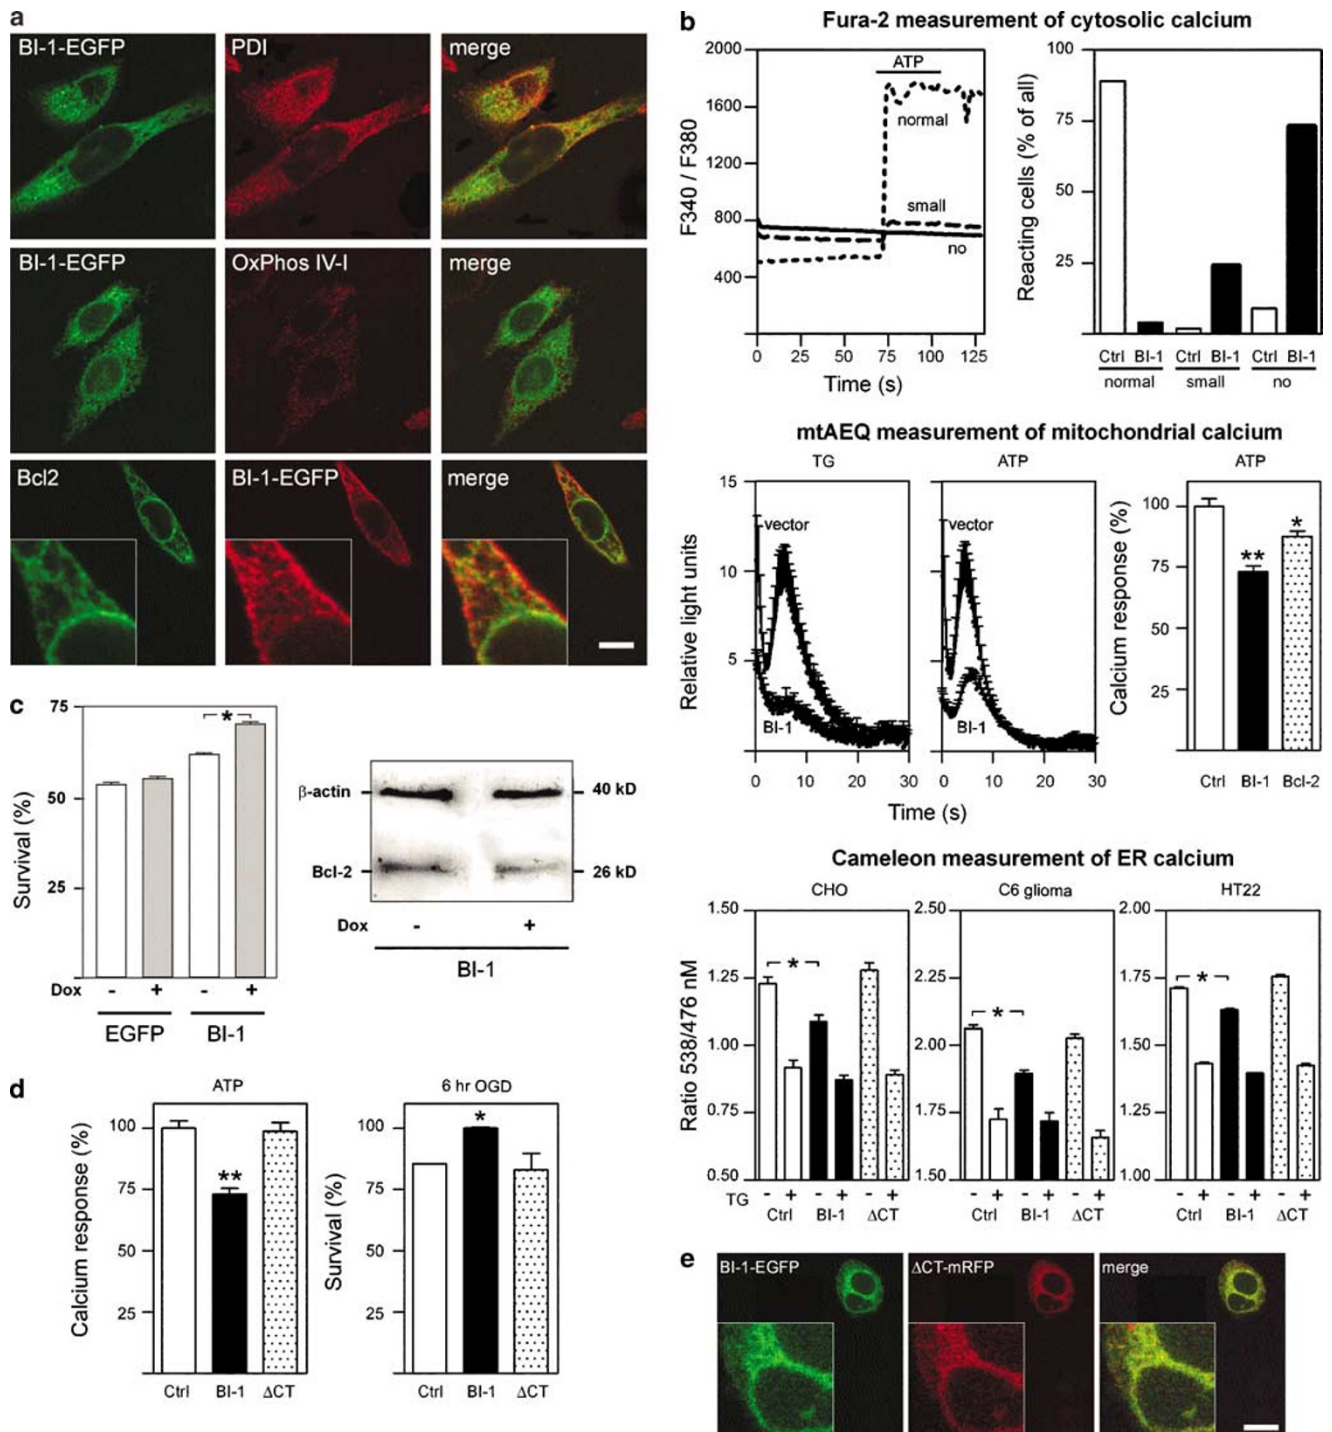 a
BI-1-EGFP PDI merge
BI-1-EGFP OxPhos IV-I merge
Bcl2 BI-1-EGFP merge
b
Fura-2 measurement of cytosolic calcium
F340 / F380
2000
1600
1200
800
400
ATP
normal
small
no
0 25 50 75 100 125
Time (s)
Reacting cells (% of all)
100
75
50
25
Ctrl BI-1 Ctrl BI-1 Ctrl BI-1
normal small no
mtAEQ measurement of mitochondrial calcium
TG ATP ATP
Relative light units
15
10
5
vector
BI-1
vector
BI-1
0 10 20 30 0 10 20 30
Time (s)
Calcium response (%)
100
75
50
25
**
*
Ctrl BI-1 Bcl-2
Cameleon measurement of ER calcium
CHO C6 glioma HT22
Ratio 538/476 nM
1.50 2.50 2.00
1.25 2.25 1.75
1.00 2.00 1.50
0.75 1.75 1.25
0.50 1.50 1.00
* * *
TG - + - + - + - + - + - + - + - + - +
Ctrl BI-1 ΔCT Ctrl BI-1 ΔCT Ctrl BI-1 ΔCT
c
Survival (%)
75
50
25
*
Dox - + - +
EGFP BI-1
β-actin 40 kD
Bcl-2 26 kD
Dox - +
BI-1
d
ATP 6 hr OGD
Calcium response (%)
100
75
50
25
**
Ctrl BI-1 ΔCT
Survival (%)
100
75
50
25
*
Ctrl BI-1 ΔCT
e
BI-1-EGFP ΔCT-mRFP merge